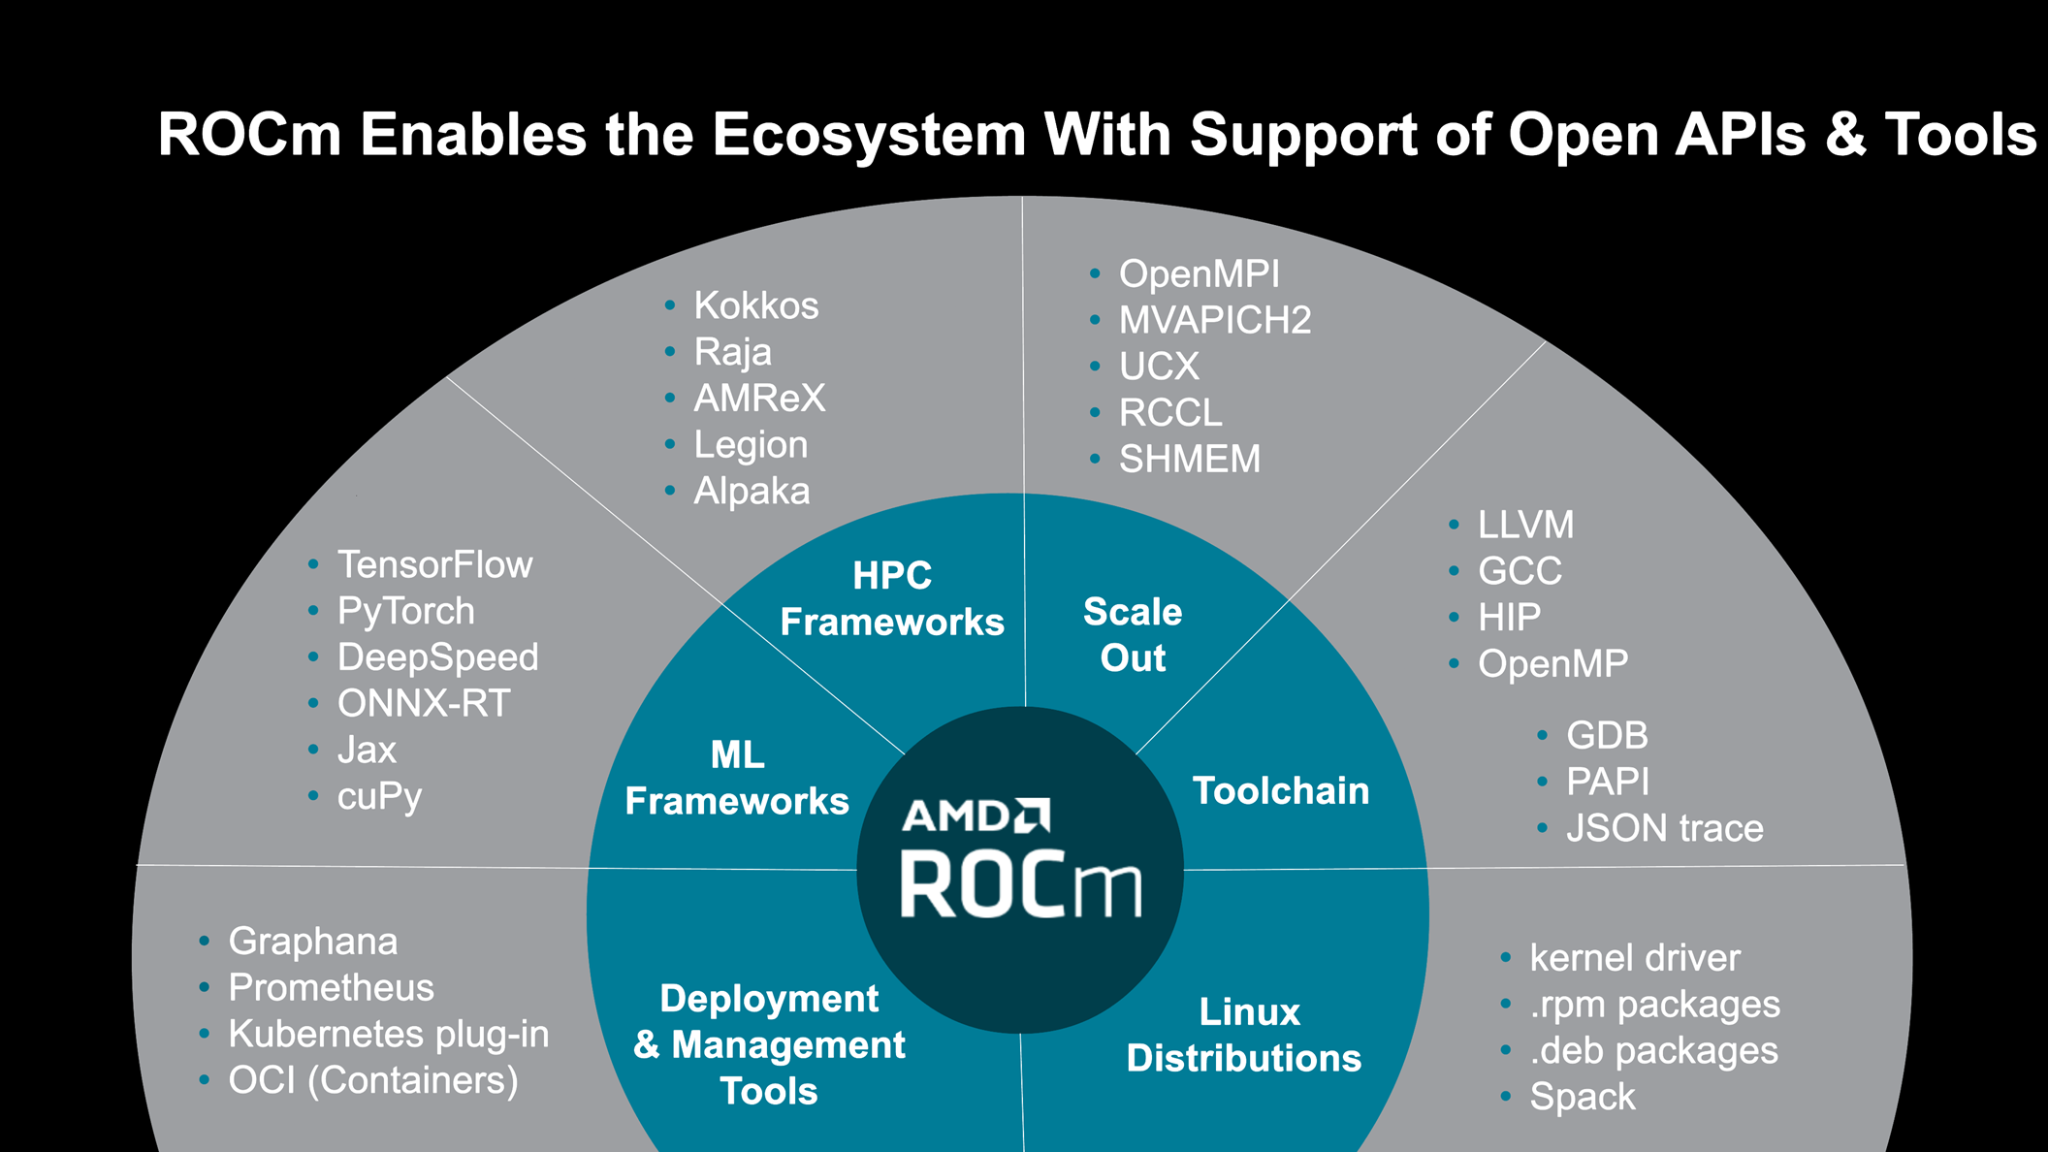 ROCm Enables the Ecosystem With Support of Open APIs & Tools
• Kokkos
• Raja
• AMReX
• Legion
• Alpaka
• OpenMPI
• MVAPICH2
• UCX
• RCCL
• SHMEM
• TensorFlow
• PyTorch
• DeepSpeed
• ONNX-RT
• Jax
• cuPy
• LLVM
• GCC
• HIP
• OpenMP
• GDB
• PAPI
• JSON trace
HPC
Frameworks
Scale
Out
ML
Frameworks
Toolchain
AMD
ROCm
• Graphana
• Prometheus
• Kubernetes plug-in
• OCI (Containers)
Deployment
& Management
Tools
Linux
Distributions
• kernel driver
• .rpm packages
• .deb packages
• Spack